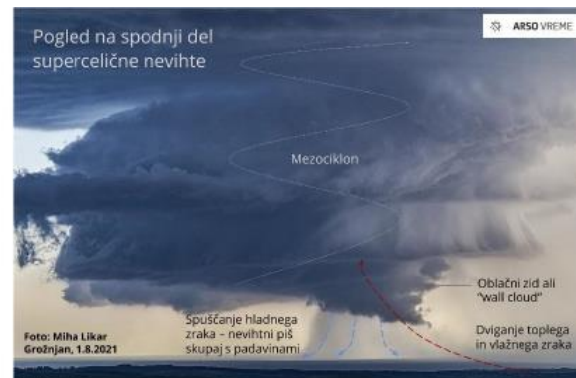 Pogled na spodnji del
supercelične nevihte
ARSO VREME
Mezociklon
Oblačni zid ali
"wall cloud"
Spuščanje hladnega
zraka – nevihtni piš
skupaj s padavinami
Dviganje toplega
in vlažnega zraka
Foto: Miha Likar
Grožnjan, 1.8.2021